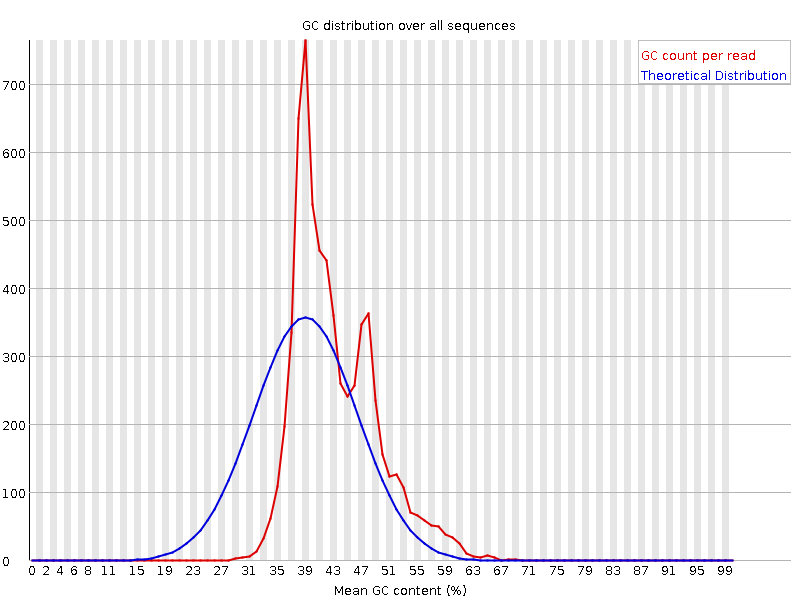 GC distribution over all sequences
GC count per read
Theoretical Distribution
700
600
500
400
300
200
100
0
0 2 4 6 8 11 15 19 23 27 31 35 39 43 47 51 55 59 63 67 71 75 79 83 87 91 95 99
Mean GC content (%)